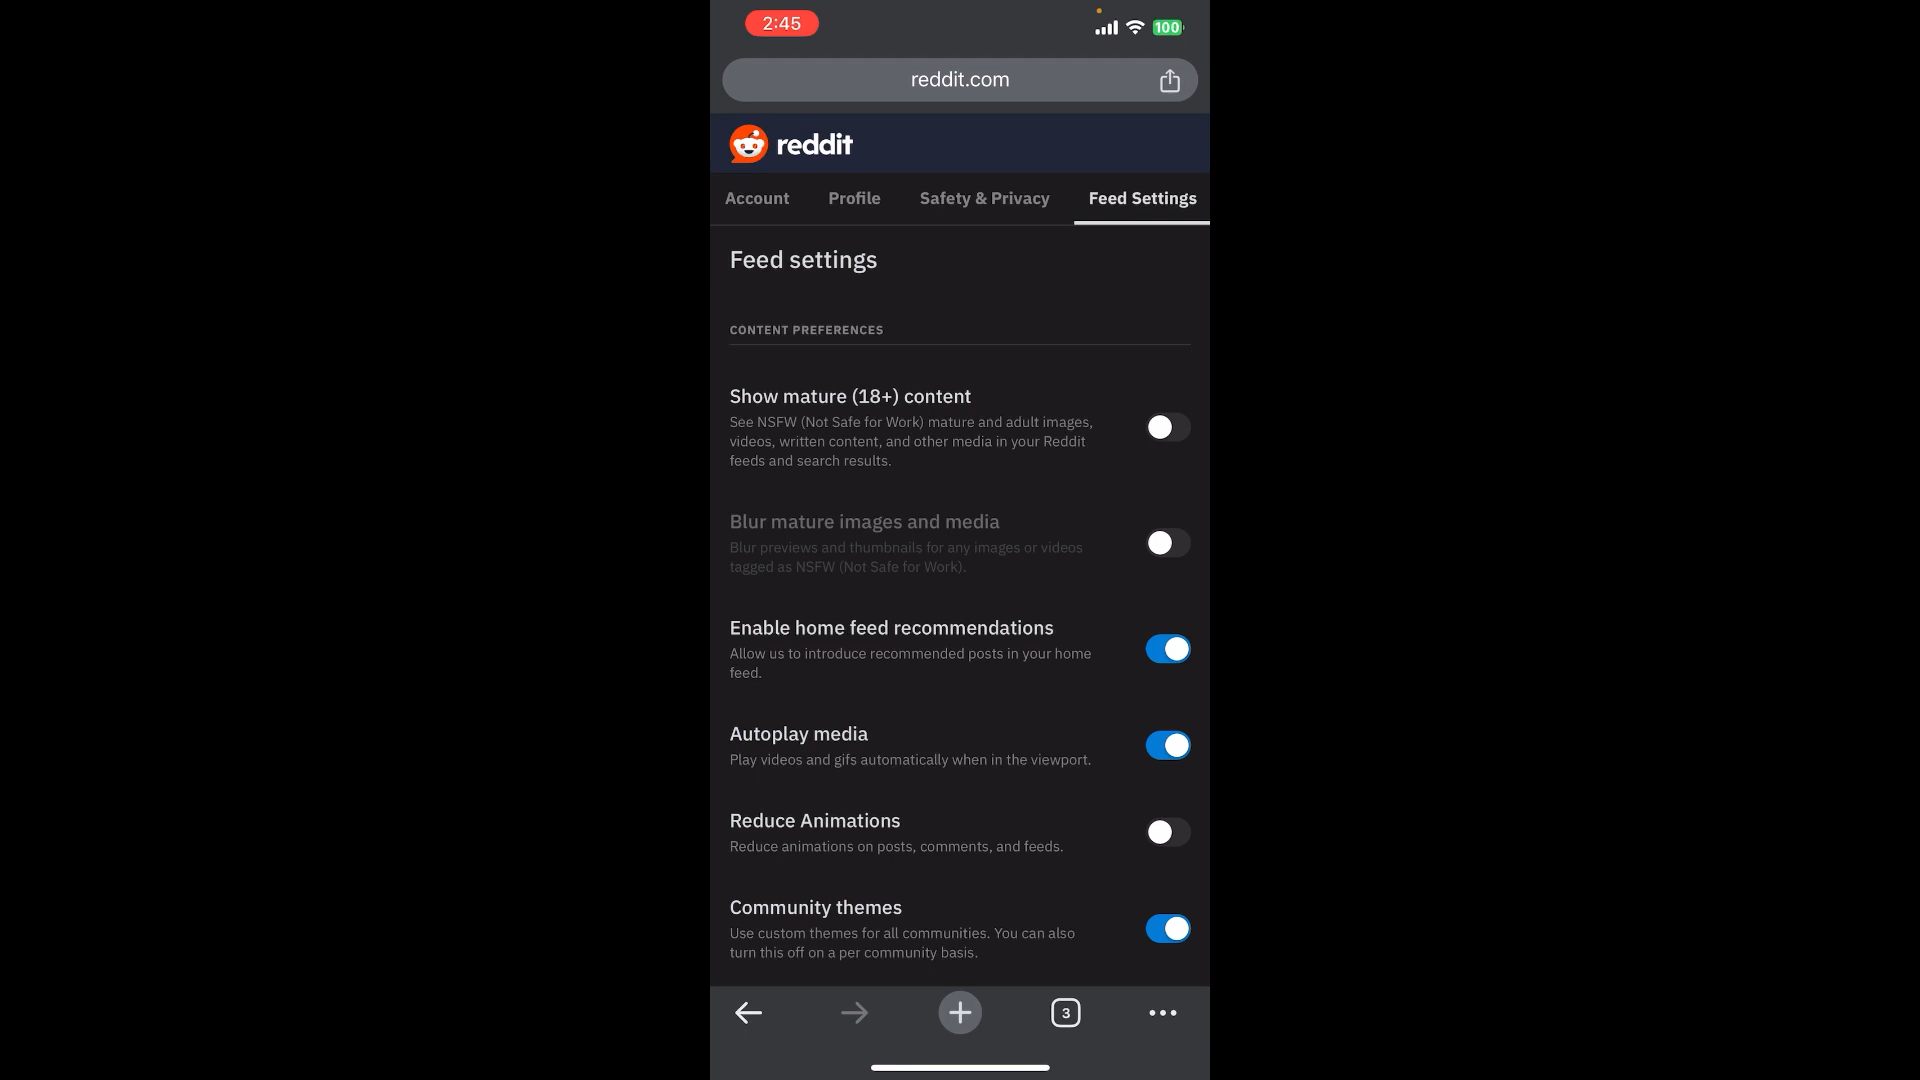 2:45
100
reddit.com
reddit
Account Profile Safety & Privacy Feed Settings
Feed settings
CONTENT PREFERENCES
Show mature (18+) content
See NSFW (Not Safe for Work) mature and adult images,
videos, written content, and other media in your Reddit
feeds and search results.
Blur mature images and media
Blur previews and thumbnails for any images or videos
tagged as NSFW (Not Safe for Work).
Enable home feed recommendations
Allow us to introduce recommended posts in your home
feed.
Autoplay media
Play videos and gifs automatically when in the viewport.
Reduce Animations
Reduce animations on posts, comments, and feeds.
Community themes
Use custom themes for all communities. You can also
turn this off on a per community basis.
3